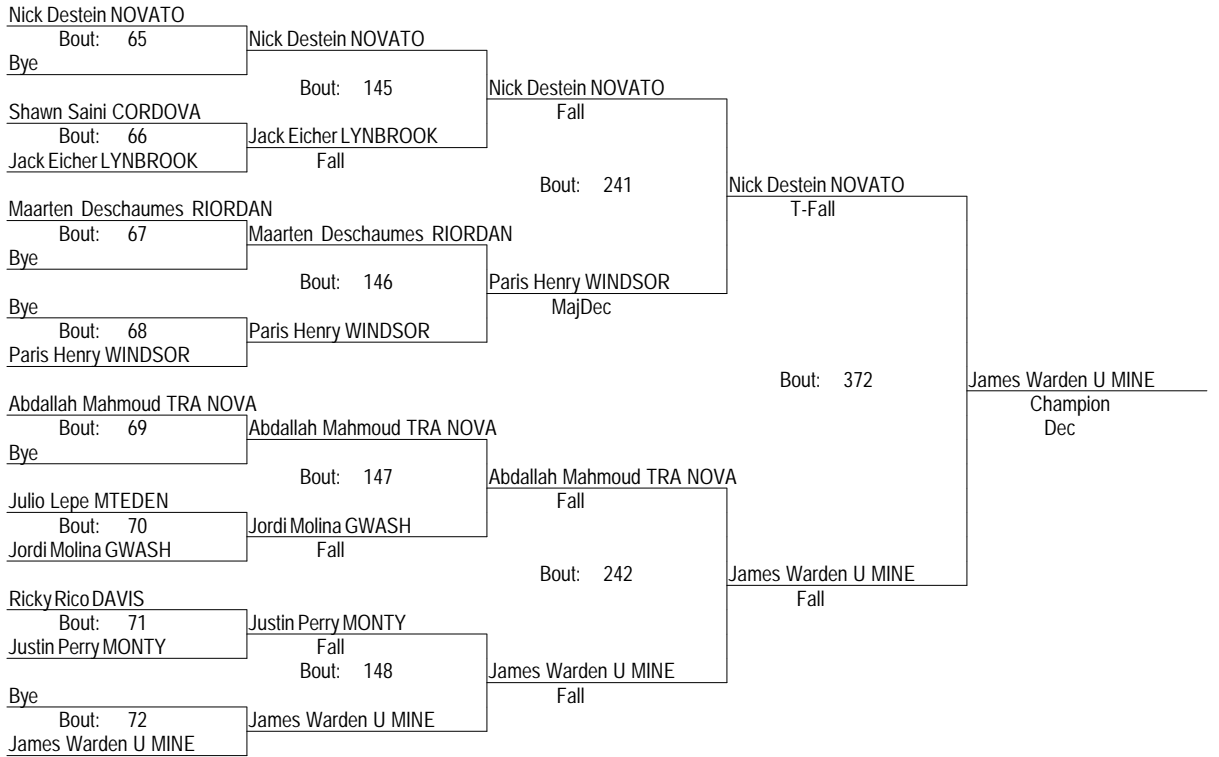 Nick Destein NOVATO
Bout: 65
Nick Destein NOVATO
Bye
Bout: 145
Nick Destein NOVATO
Fall
Shawn Saini CORDOVA
Bout: 66
Jack Eicher LYNBROOK
Jack Eicher LYNBROOK
Fall
Bout: 241
Nick Destein NOVATO
T-Fall
Maarten Deschaumes RIORDAN
Bout: 67
Maarten Deschaumes RIORDAN
Bye
Bout: 146
Paris Henry WINDSOR
MajDec
Bye
Bout: 68
Paris Henry WINDSOR
Paris Henry WINDSOR
Bout: 372
James Warden U MINE
Champion
Dec
Abdallah Mahmoud TRA NOVA
Bout: 69
Abdallah Mahmoud TRA NOVA
Bye
Bout: 147
Abdallah Mahmoud TRA NOVA
Fall
Julio Lepe MTEDEN
Bout: 70
Jordi Molina GWASH
Jordi Molina GWASH
Fall
Bout: 242
James Warden U MINE
Fall
Ricky Rico DAVIS
Bout: 71
Justin Perry MONTY
Justin Perry MONTY
Fall
Bout: 148
James Warden U MINE
Fall
Bye
Bout: 72
James Warden U MINE
James Warden U MINE